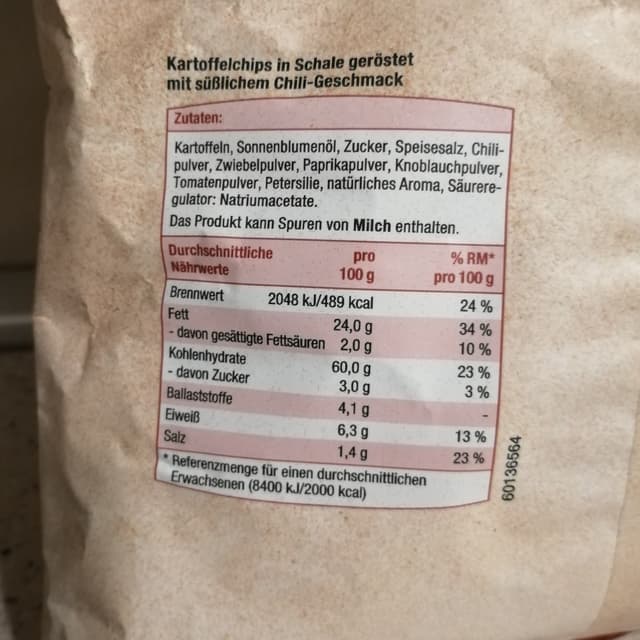 Kartoffelchips in Schale geröstet
mit süßlichem Chili-Geschmack
Zutaten:
Kartoffeln, Sonnenblumenöl, Zucker, Speisesalz, Chili-
pulver, Zwiebelpulver, Paprikapulver, Knoblauchpulver,
Tomatenpulver, Petersilie, natürliches Aroma, Säurere-
gulator: Natriumacetate.
Das Produkt kann Spuren von Milch enthalten.
Durchschnittliche pro % RM*
Nährwerte 100 g pro 100 g
Brennwert 2048 kJ/489 kcal 24 %
Fett 24,0 g 34 %
- davon gesättigte Fettsäuren 2,0 g 10 %
Kohlenhydrate 60,0 g 23 %
- davon Zucker 3,0 g 3 %
Ballaststoffe 4,1 g -
Eiweiß 6,3 g 13 %
Salz 1,4 g 23 %
* Referenzmenge für einen durchschnittlichen
Erwachsenen (8400 kJ/2000 kcal)
60136564